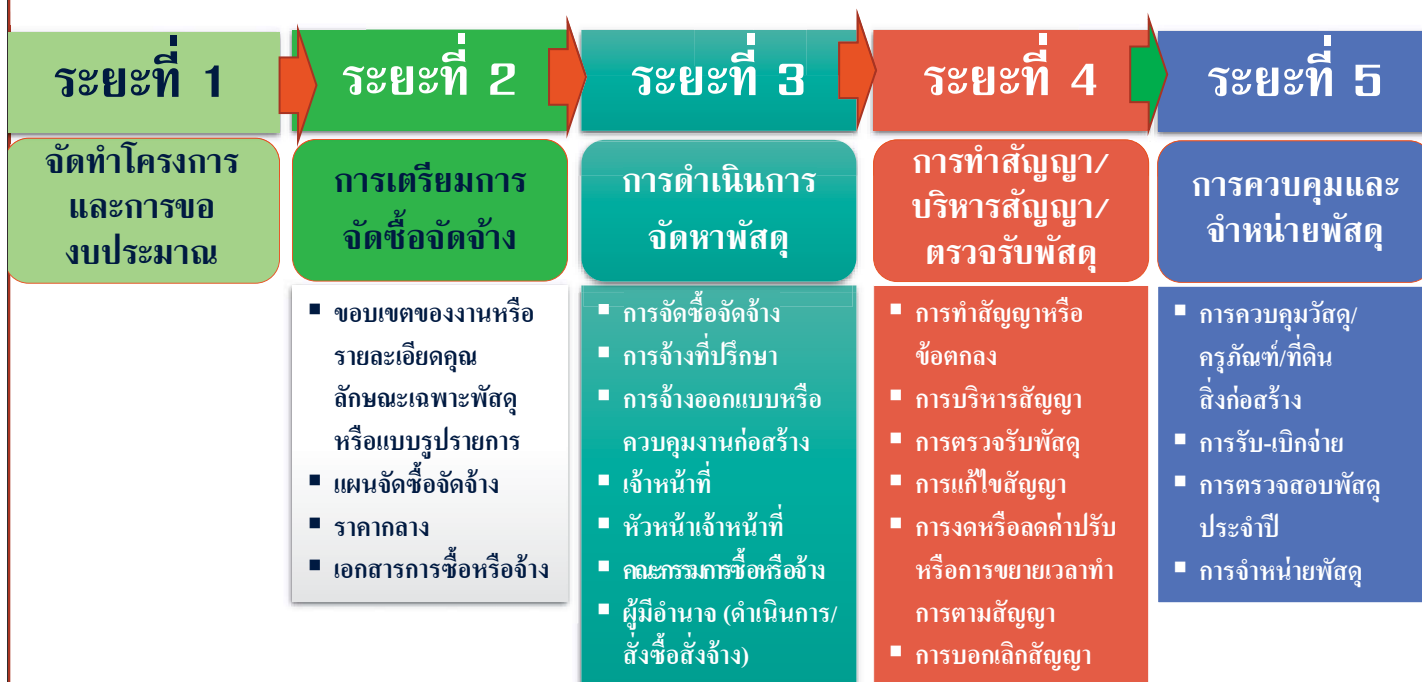 ระยะที่ 1
ระยะที่ 2
ระยะที่ 3
ระยะที่ 4
ระยะที่ 5
จัดทำโครงการ
และการขอ
งบประมาณ
การเตรียมการ
จัดซื้อจัดจ้าง
การดำเนินการ
จัดหาพัสดุ
การทำสัญญา/
บริหารสัญญา/
ตรวจรับพัสดุ
การควบคุมและ
จำหน่ายพัสดุ
▪ ขอบเขตของงานหรือ
รายละเอียดคุณ
ลักษณะเฉพาะพัสดุ
หรือแบบรูปรายการ
▪ แผนจัดซื้อจัดจ้าง
▪ ราคากลาง
▪ เอกสารการซื้อหรือจ้าง
▪ การจัดซื้อจัดจ้าง
▪ การจ้างที่ปรึกษา
▪ การจ้างออกแบบหรือ
ควบคุมงานก่อสร้าง
▪ เจ้าหน้าที่
▪ หัวหน้าเจ้าหน้าที่
▪ คณะกรรมการซื้อหรือจ้าง
▪ ผู้มีอำนาจ (ดำเนินการ/
สั่งซื้อสั่งจ้าง)
▪ การทำสัญญาหรือ
ข้อตกลง
▪ การบริหารสัญญา
▪ การตรวจรับพัสดุ
▪ การแก้ไขสัญญา
▪ การงดหรือลดค่าปรับ
หรือการขยายเวลาทำ
การตามสัญญา
▪ การบอกเลิกสัญญา
▪ การควบคุมวัสดุ/
ครุภัณฑ์/ที่ดิน
สิ่งก่อสร้าง
▪ การรับ-เบิกจ่าย
▪ การตรวจสอบพัสดุ
ประจำปี
▪ การจำหน่ายพัสดุ